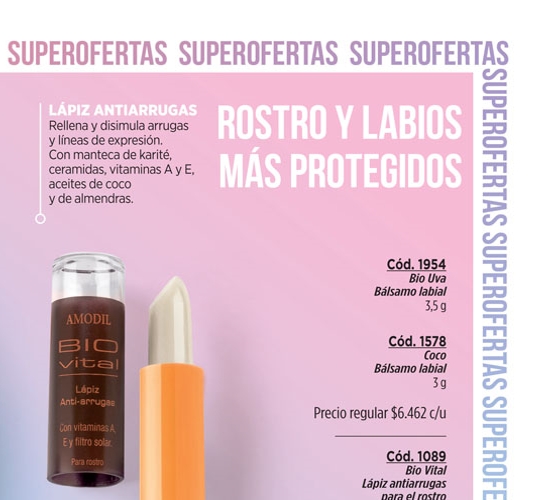 SUPEROFERTAS SUPEROFERTAS SUPEROFERTAS
SUPEROFERTAS SUPEROFERTAS SUPEROFE
LÁPIZ ANTIARRUGAS
Rellena y disimula arrugas
y líneas de expresión.
Con manteca de karité,
ceramidas, vitaminas A y E,
aceites de coco
y de almendras.
ROSTRO Y LABIOS
MÁS PROTEGIDOS
AMODIL
BIO
vital
Lápiz
Anti-arrugas
Con vitaminas A,
E y filtro solar.
Para rostro
Cód. 1954
Bio Uva
Bálsamo labial
3,5 g
Cód. 1578
Coco
Bálsamo labial
3 g
Precio regular $6.462 c/u
Cód. 1089
Bio Vital
Lápiz antiarrugas
para el rostro